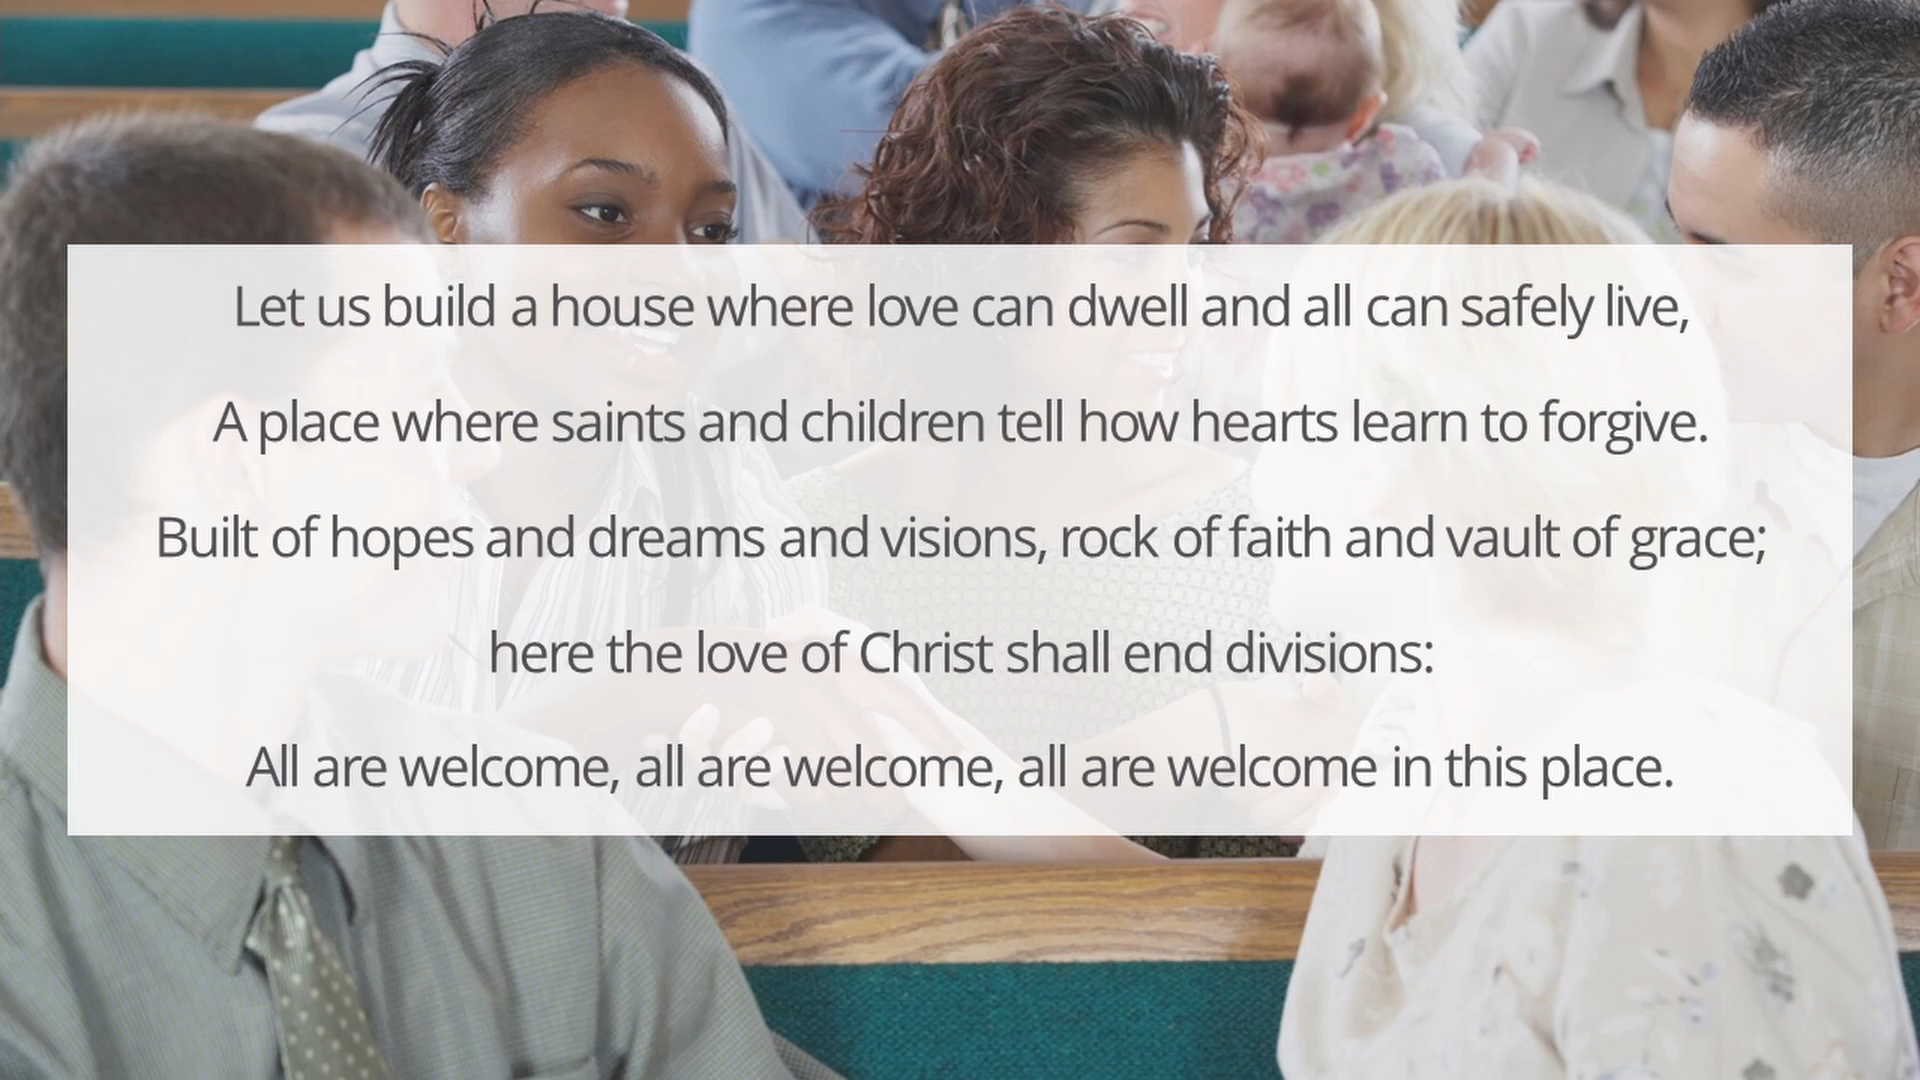 Let us build a house where love can dwell and all can safely live,
A place where saints and children tell how hearts learn to forgive.
Built of hopes and dreams and visions, rock of faith and vault of grace;
here the love of Christ shall end divisions:
All are welcome, all are welcome, all are welcome in this place.